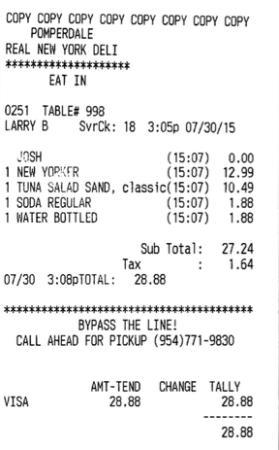 COPY COPY COPY COPY COPY COPY COPY COPY
POMPERDALE
REAL NEW YORK DELI
********************
EAT IN
0251 TABLE# 998
LARRY B SvrCk: 18 3:05p 07/30/15
JOSH (15:07) 0.00
1 NEW YORKER (15:07) 12.99
1 TUNA SALAD SAND, classic(15:07) 10.49
1 SODA REGULAR (15:07) 1.88
1 WATER BOTTLED (15:07) 1.88
Sub Total: 27.24
Tax : 1.64
07/30 3:08pTOTAL: 28.88
****************************************
BYPASS THE LINE!
CALL AHEAD FOR PICKUP (954)771-9830
AMT-TEND CHANGE TALLY
VISA 28.88 28.88
--------
28.88